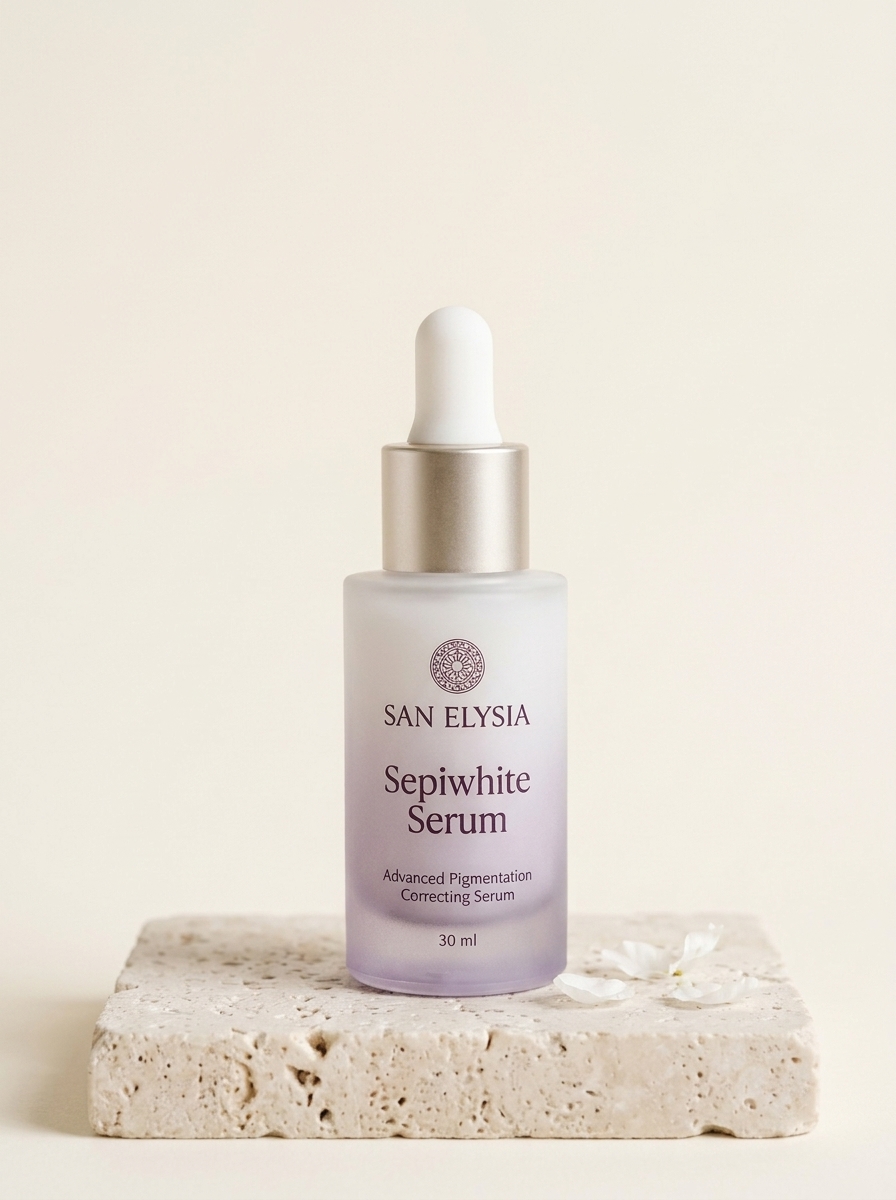 SAN ELYSIA
Sepiwhite
Serum
Advanced Pigmentation
Correcting Serum
30 ml